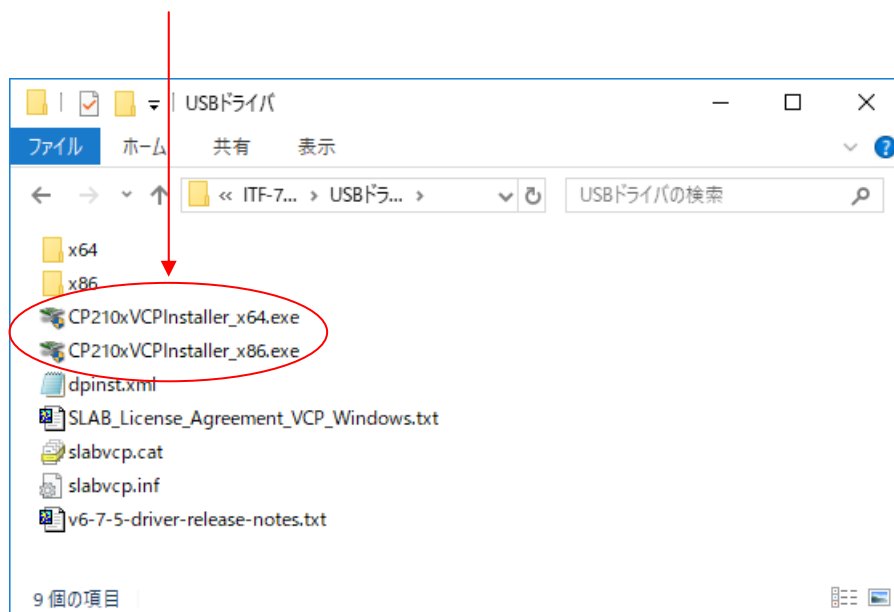 USBドライバ
ファイル ホーム 共有 表示
« ITF-7... › USBドラ... › USBドライバの検索
x64
x86
CP210xVCPInstaller_x64.exe
CP210xVCPInstaller_x86.exe
dpinst.xml
SLAB_License_Agreement_VCP_Windows.txt
slabvcp.cat
slabvcp.inf
v6-7-5-driver-release-notes.txt
9 個の項目